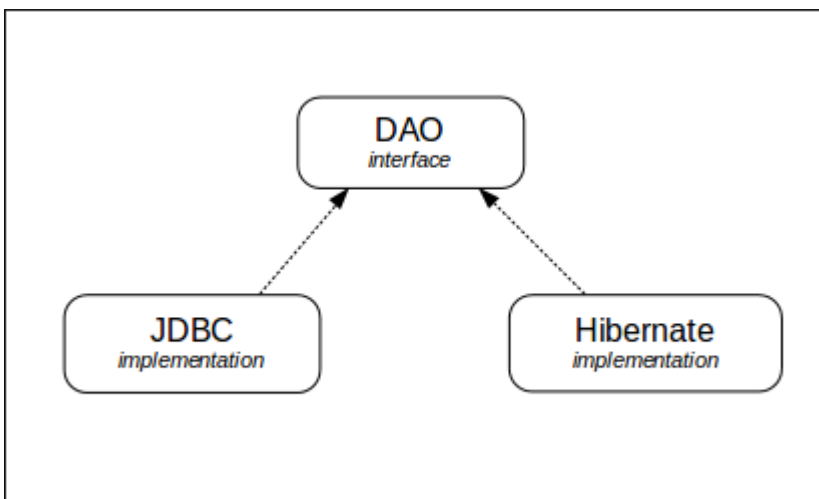 DAO
interface
JDBC
implementation
Hibernate
implementation